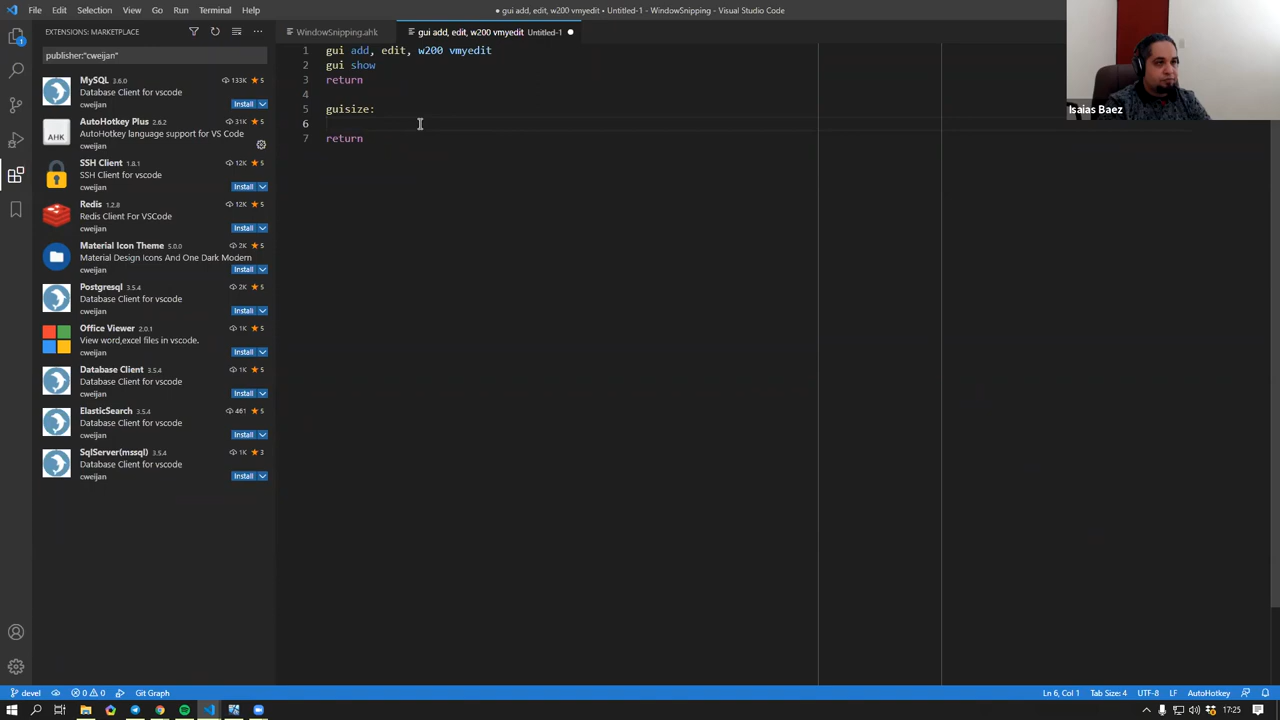 File Edit Selection View Go Run Terminal Help
gui add, edit, w200 vmyedit • Untitled-1 - WindowSnipping - Visual Studio Code
EXTENSIONS: MARKETPLACE
publisher:"cweijan"
MySQL 3.6.0 133K ★5
Database Client for vscode
cweijan Install
AutoHotkey Plus 2.6.2 31K ★5
AutoHotkey language support for VS Code
cweijan
AHK
SSH Client 1.8.1 12K ★5
SSH Client for vscode
cweijan Install
Redis 1.2.8 12K ★5
Redis Client For VSCode
cweijan Install
Material Icon Theme 5.0.0 2K ★5
Material Design Icons And One Dark Modern
cweijan Install
Postgresql 3.5.4 2K ★5
Database Client for vscode
cweijan Install
Office Viewer 2.0.1 1K ★5
View word,excel files in vscode.
cweijan Install
Database Client 3.5.4 1K ★5
Database Client for vscode
cweijan Install
ElasticSearch 3.5.4 461 ★5
Database Client for vscode
cweijan Install
SqlServer(mssql) 3.5.4 1K ★3
Database Client for vscode
cweijan Install
WindowSnipping.ahk
gui add, edit, w200 vmyedit Untitled-1 ●
1 gui add, edit, w200 vmyedit
2 gui show
3 return
4
5 guisize:
6
7 return
Isaias Baez
1
devel 0 0 Git Graph
Ln 6, Col 1 Tab Size: 4 UTF-8 LF AutoHotkey
17:25